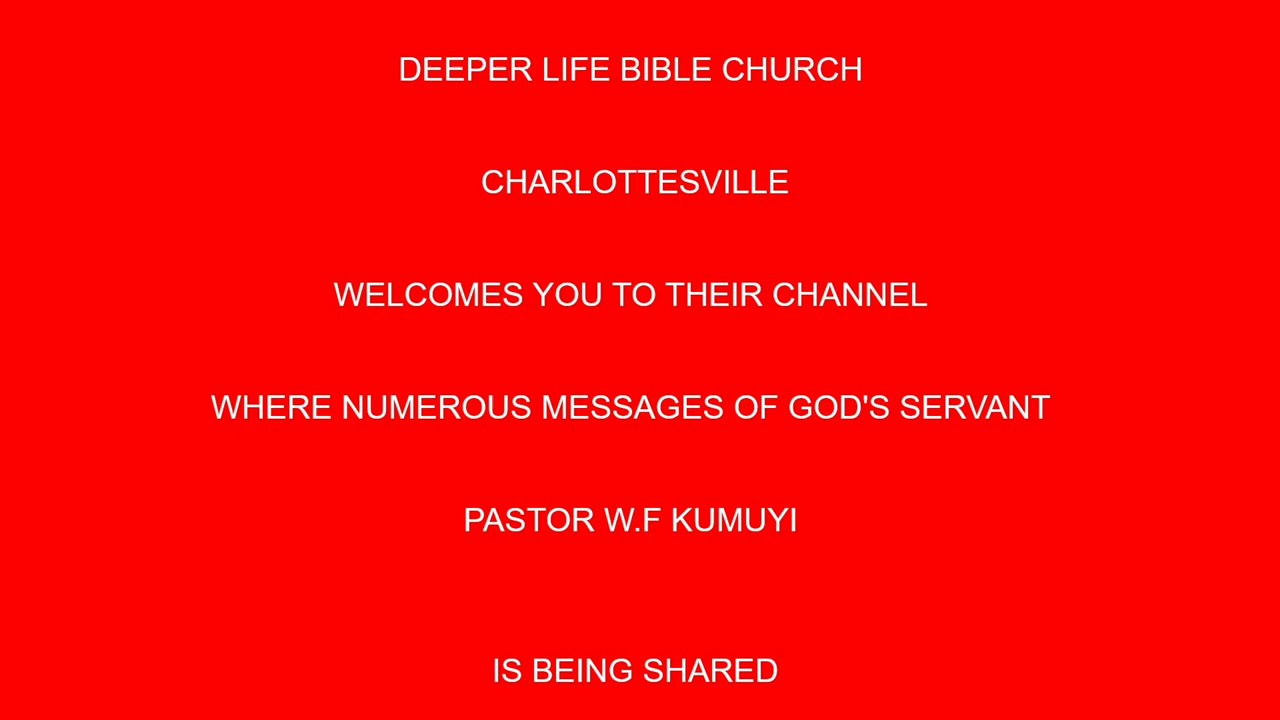 DEEPER LIFE BIBLE CHURCH
CHARLOTTESVILLE
WELCOMES YOU TO THEIR CHANNEL
WHERE NUMEROUS MESSAGES OF GOD'S SERVANT
PASTOR W.F KUMUYI
IS BEING SHARED